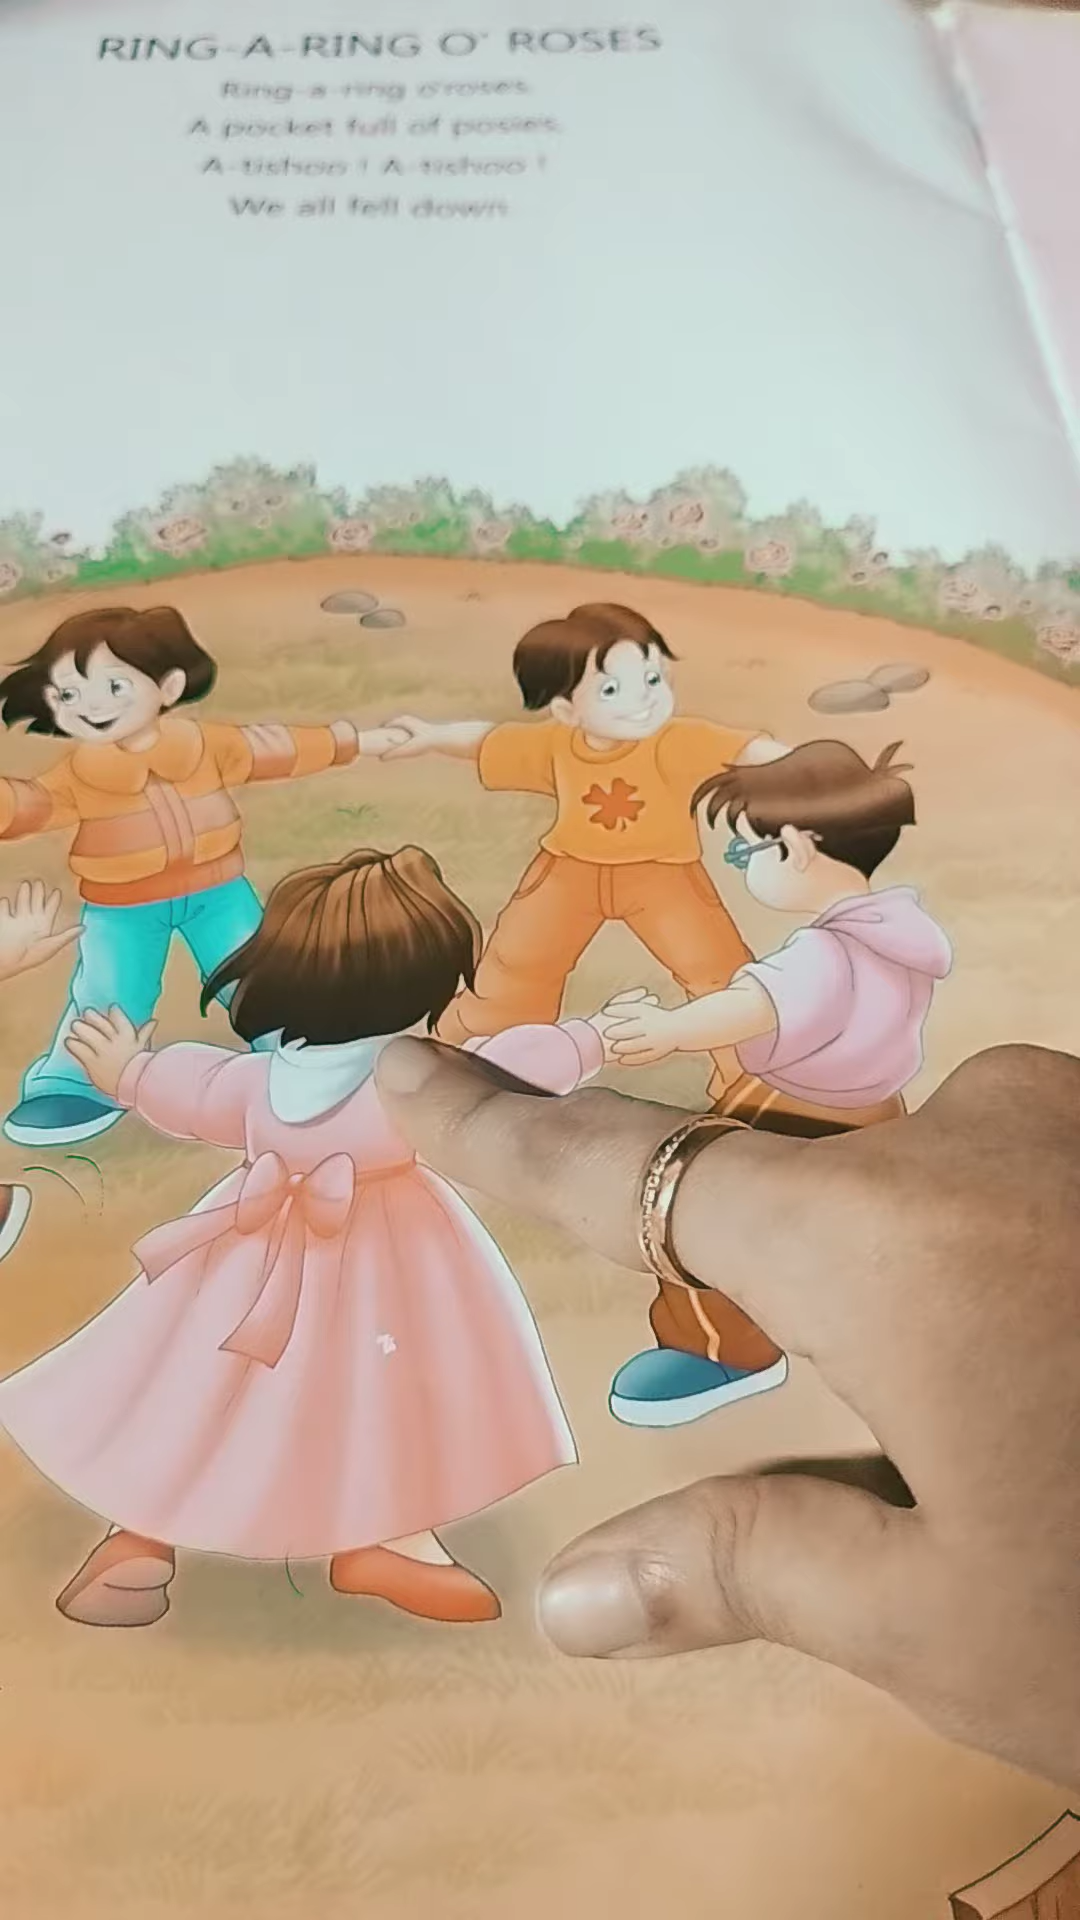 RING-A-RING O' ROSES
Ring-a-ring o'roses
A pocket full of posies,
A-tishoo ! A-tishoo !
We all fell down.